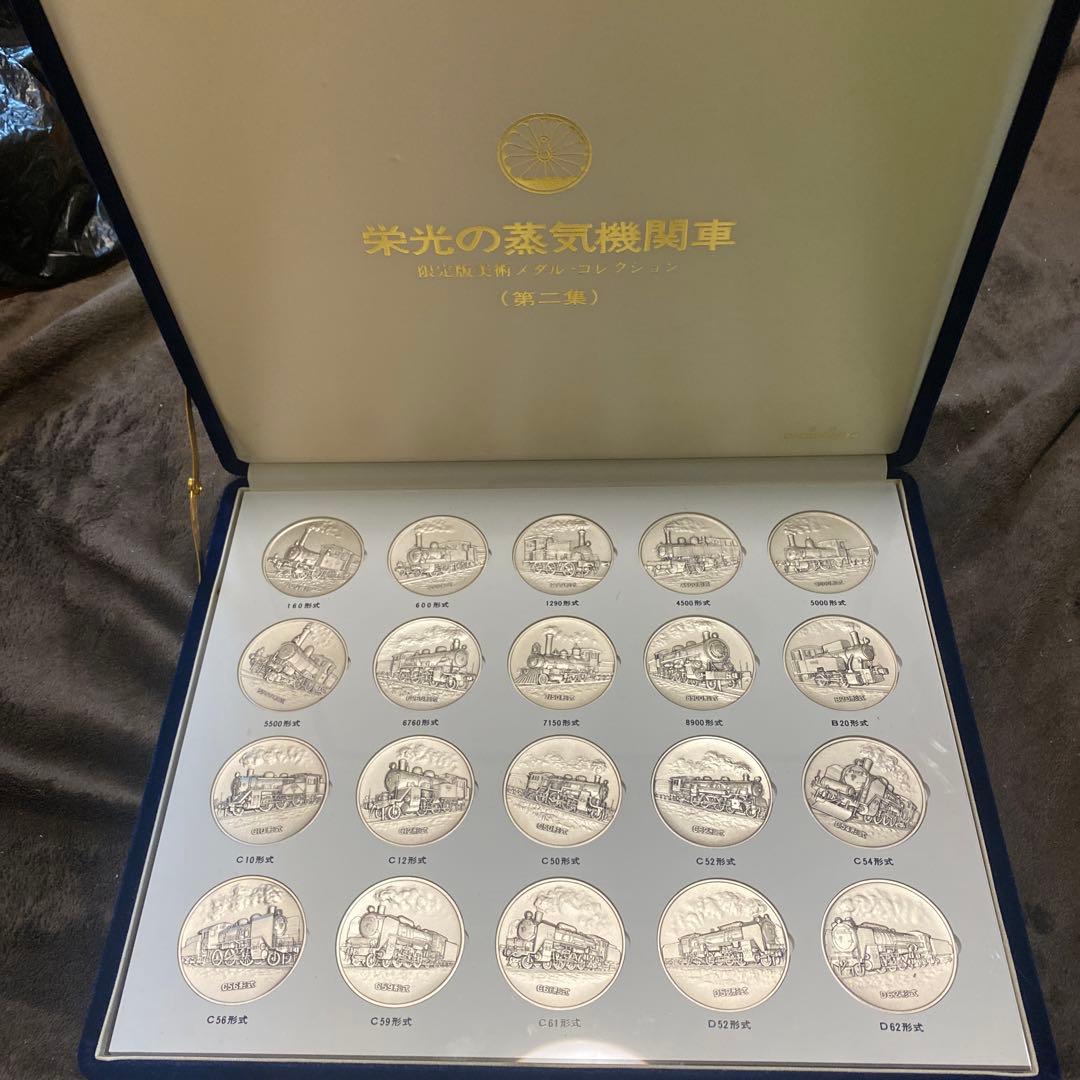 栄光の蒸気機関車
限定版美術メダル・コレクション
(第二集)
160形式 600形式 1290形式 4500形式 5000形式
5500形式 6760形式 7150形式 8900形式 B20形式
C10形式 C12形式 C50形式 C52形式 C54形式
C56形式 C59形式 C61形式 D52形式 D62形式